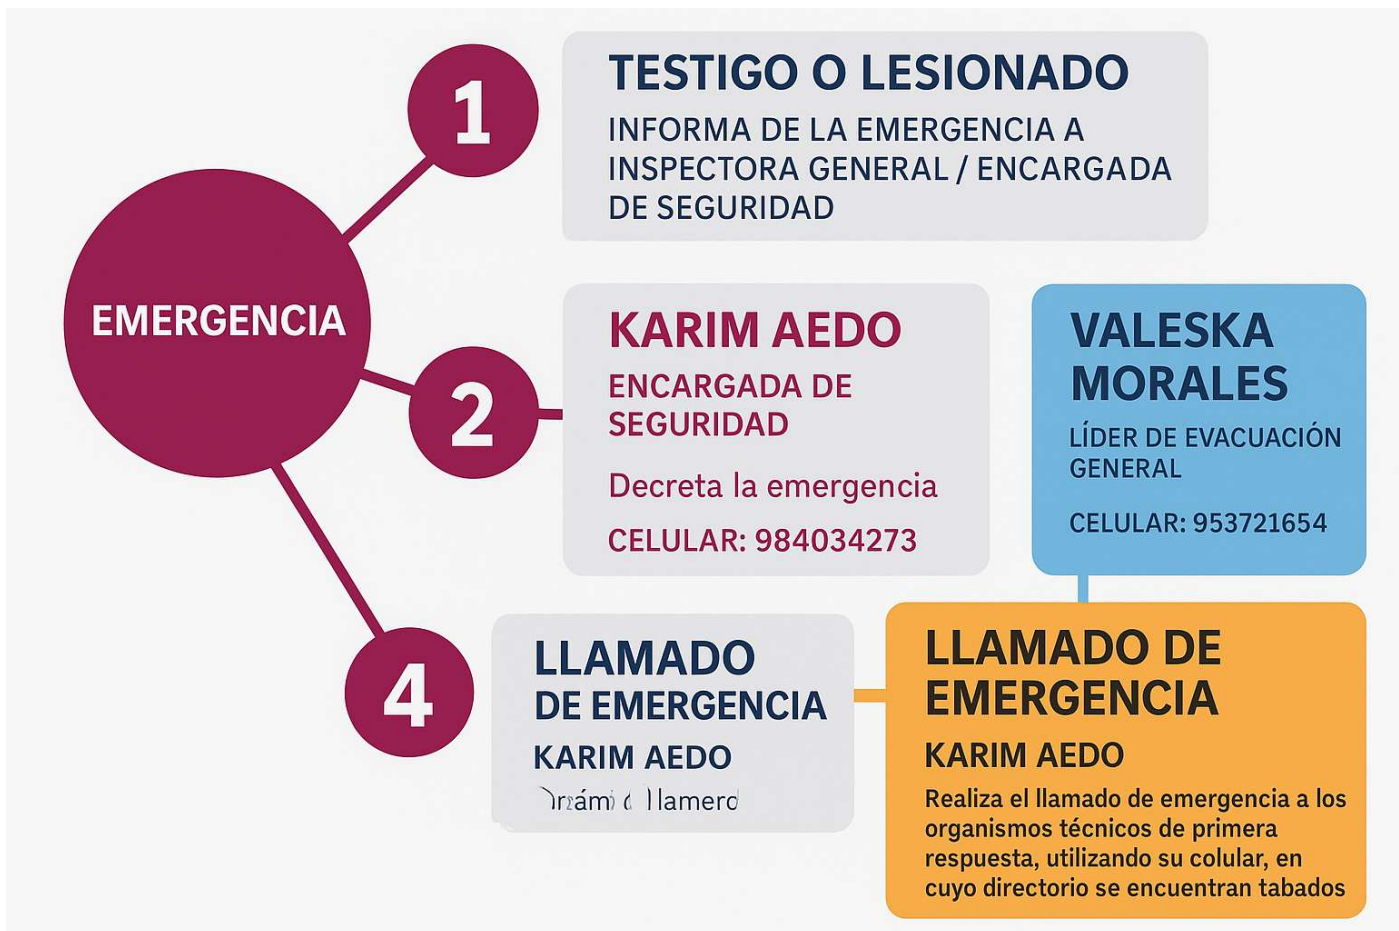 EMERGENCIA
1
TESTIGO O LESIONADO
INFORMA DE LA EMERGENCIA A
INSPECTORA GENERAL / ENCARGADA
DE SEGURIDAD
2
KARIM AEDO
ENCARGADA DE
SEGURIDAD
Decreta la emergencia
CELULAR: 984034273
VALESKA
MORALES
LÍDER DE EVACUACIÓN
GENERAL
CELULAR: 953721654
4
LLAMADO
DE EMERGENCIA
KARIM AEDO
LLAMADO DE
EMERGENCIA
KARIM AEDO
Realiza el llamado de emergencia a los
organismos técnicos de primera
respuesta, utilizando su colular, en
cuyo directorio se encuentran tabados